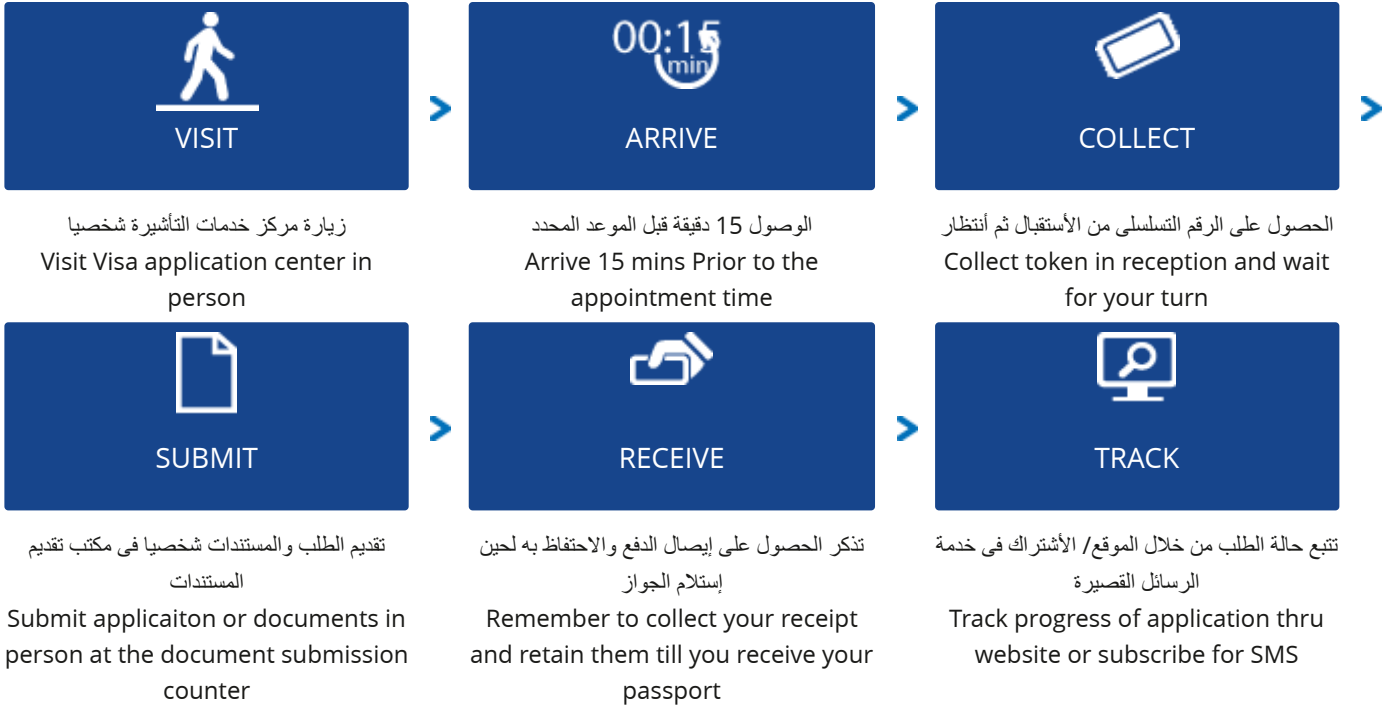 00:15
min
VISIT
زيارة مركز خدمات التأشيرة شخصيا
Visit Visa application center in
person
ARRIVE
الوصول 15 دقيقة قبل الموعد المحدد
Arrive 15 mins Prior to the
appointment time
COLLECT
الحصول على الرقم التسلسلى من الأستقبال ثم أنتظار
Collect token in reception and wait
for your turn
SUBMIT
تقديم الطلب والمستندات شخصيا فى مكتب تقديم
المستندات
Submit applicaiton or documents in
person at the document submission
counter
RECEIVE
تذكر الحصول على إيصال الدفع والاحتفاظ به لحين
إستلام الجواز
Remember to collect your receipt
and retain them till you receive your
passport
TRACK
تتبع حالة الطلب من خلال الموقع/ الأشتراك فى خدمة
الرسائل القصيرة
Track progress of application thru
website or subscribe for SMS